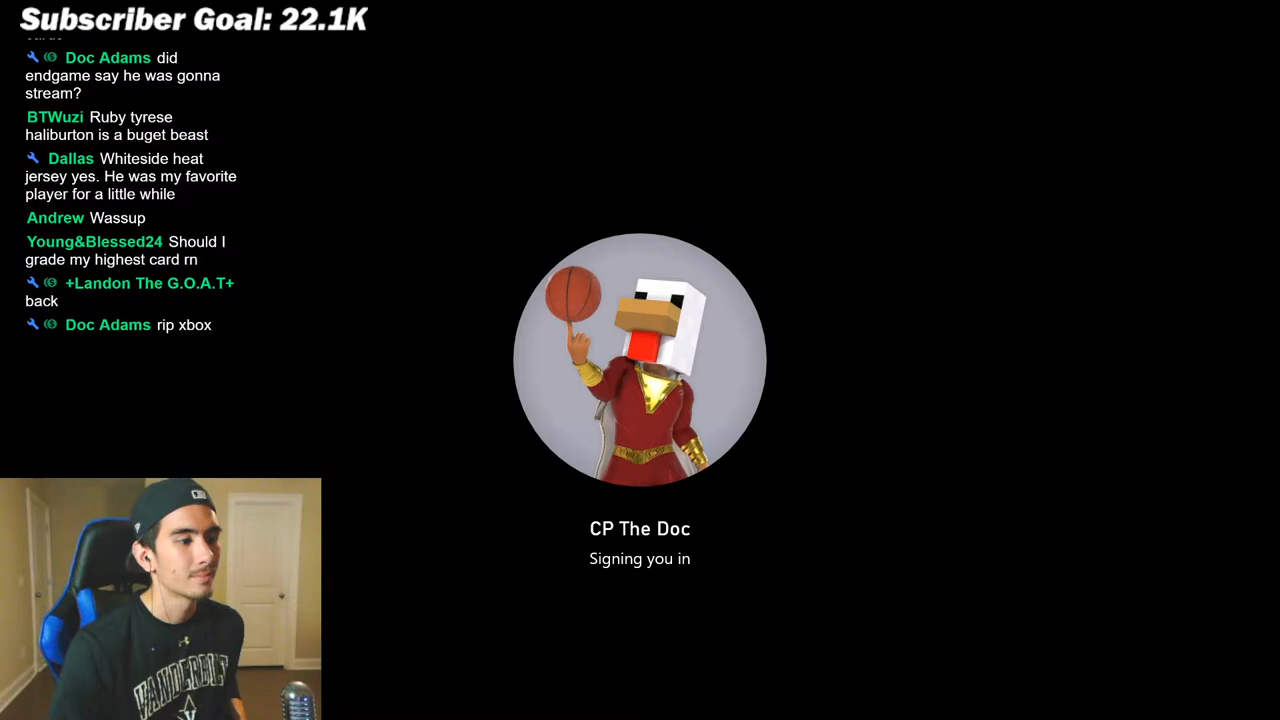 Subscriber Goal: 22.1K
Doc Adams did
endgame say he was gonna
stream?
BTWuzi Ruby tyrese
haliburton is a buget beast
Dallas Whiteside heat
jersey yes. He was my favorite
player for a little while
Andrew Wassup
Young&Blessed24 Should I
grade my highest card rn
+Landon The G.O.A.T+
back
Doc Adams rip xbox
CP The Doc
Signing you in
VANDERBILT